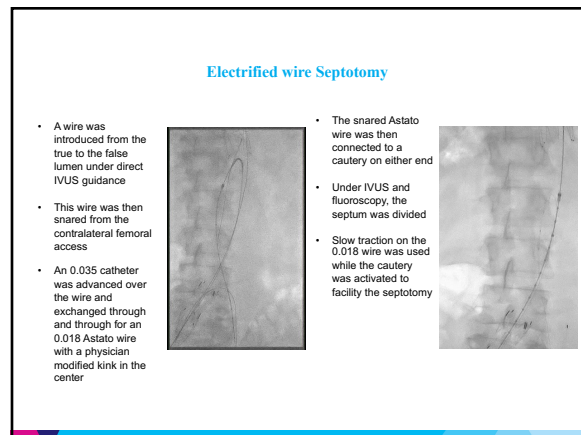 Electrified wire Septotomy
• A wire was
introduced from the
true to the false
lumen under direct
IVUS guidance
• This wire was then
snared from the
contralateral femoral
access
• An 0.035 catheter
was advanced over
the wire and
exchanged through
and through for an
0.018 Astato wire
with a physician
modified kink in the
center
• The snared Astato
wire was then
connected to a
cautery on either end
• Under IVUS and
fluoroscopy, the
septum was divided
• Slow traction on the
0.018 wire was used
while the cautery
was activated to
facility the septotomy